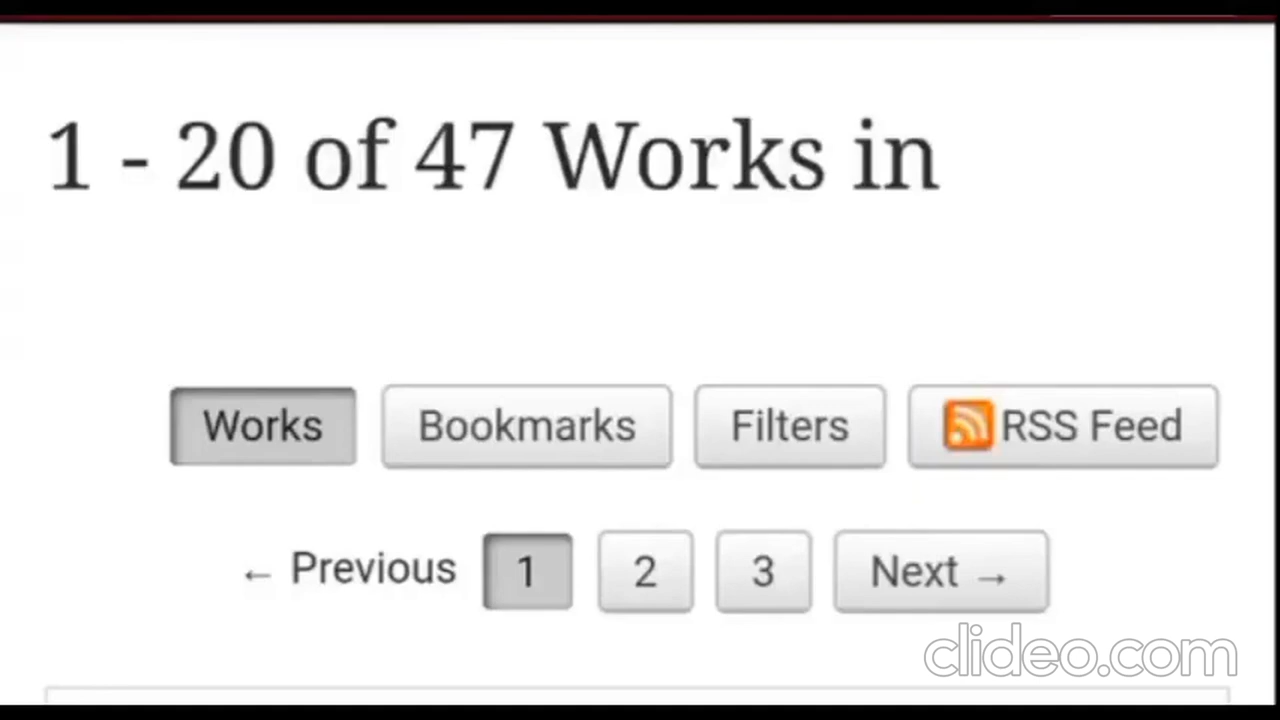 1 - 20 of 47 Works in
Works Bookmarks Filters RSS Feed
← Previous 1 2 3 Next →
clideo.com